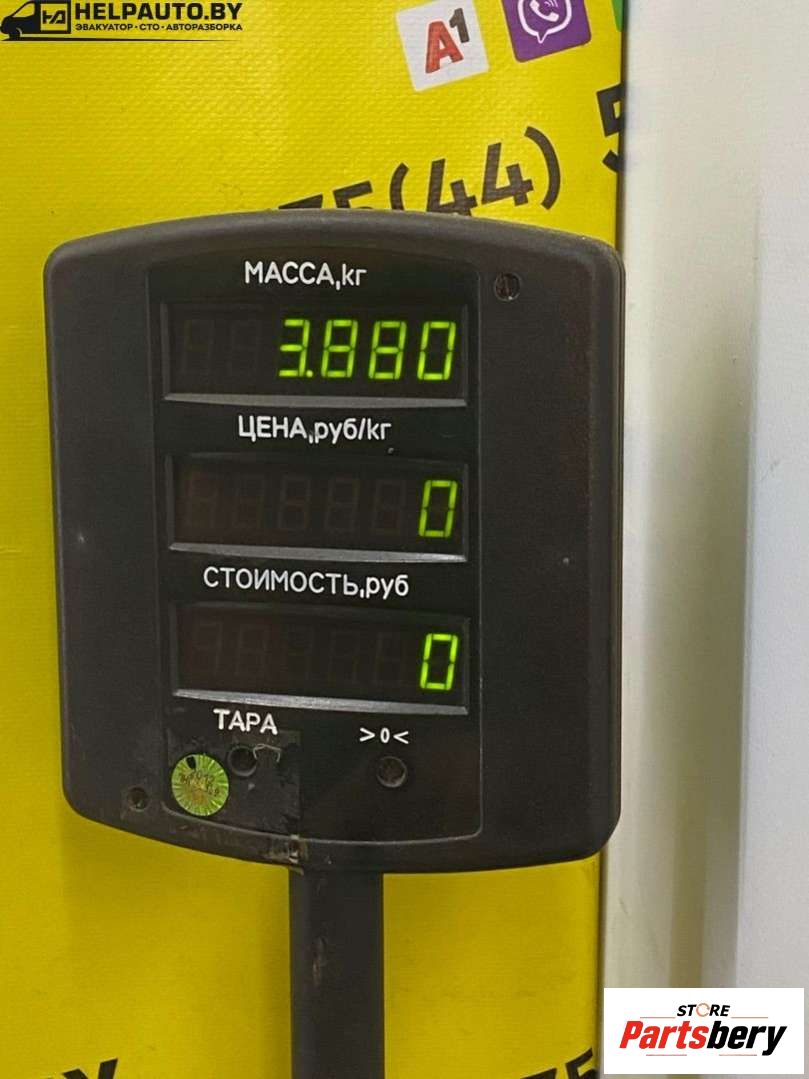 HELPAUTO.BY
ЭВАКУАТОР•СТО•АВТОРАЗБОРКА
A1
75(44) 5
МАССА,кг
3.880
ЦЕНА,руб/кг
0
СТОИМОСТЬ,руб
0
ТАРА
>0<
STORE
Partsbery